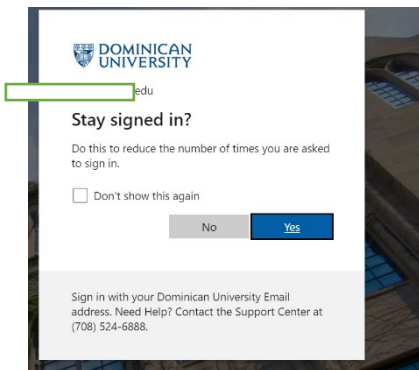 DOMINICAN
UNIVERSITY
edu
Stay signed in?
Do this to reduce the number of times you are asked
to sign in.
Don't show this again
No
Yes
Sign in with your Dominican University Email
address. Need Help? Contact the Support Center at
(708) 524-6888.